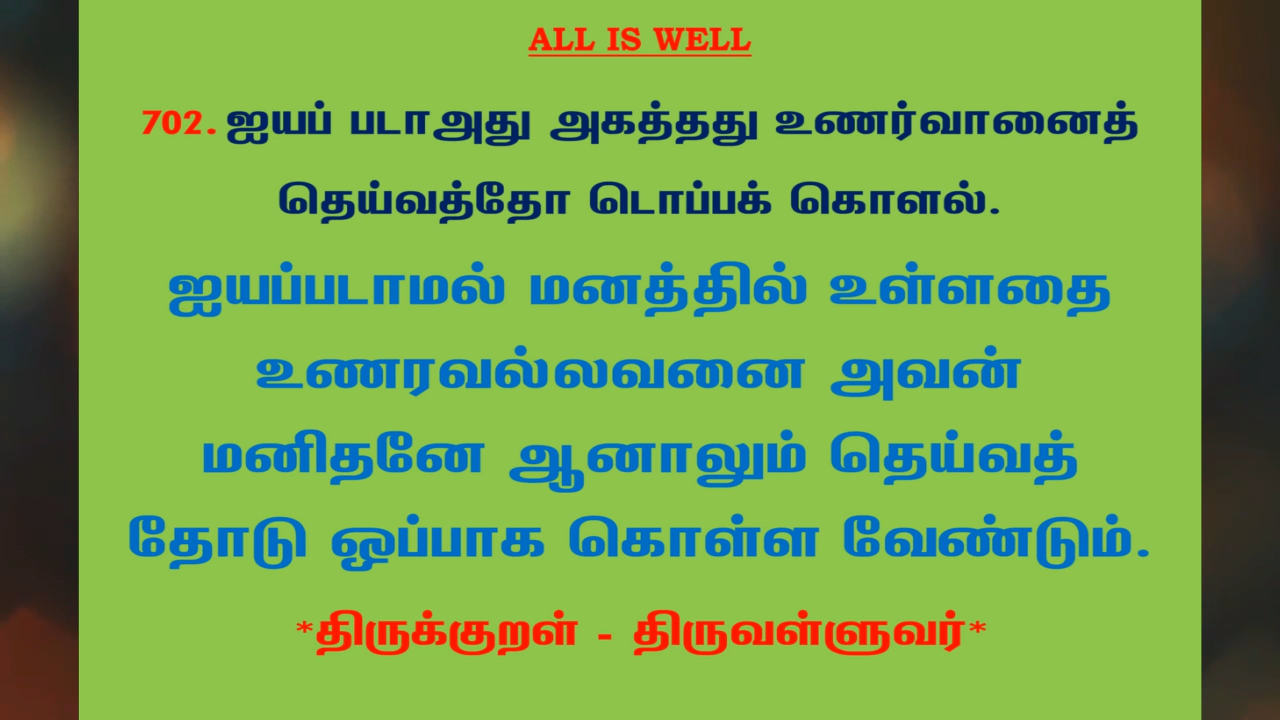 ALL IS WELL
702. ஐயப் படாஅது அகத்தது உணர்வானைத்
தெய்வத்தோ டொப்பக் கொளல்.
ஐயப்படாமல் மனத்தில் உள்ளதை
உணரவல்லவனை அவன்
மனிதனே ஆனாலும் தெய்வத்
தோடு ஒப்பாக கொள்ள வேண்டும்.
*திருக்குறள் - திருவள்ளுவர்*